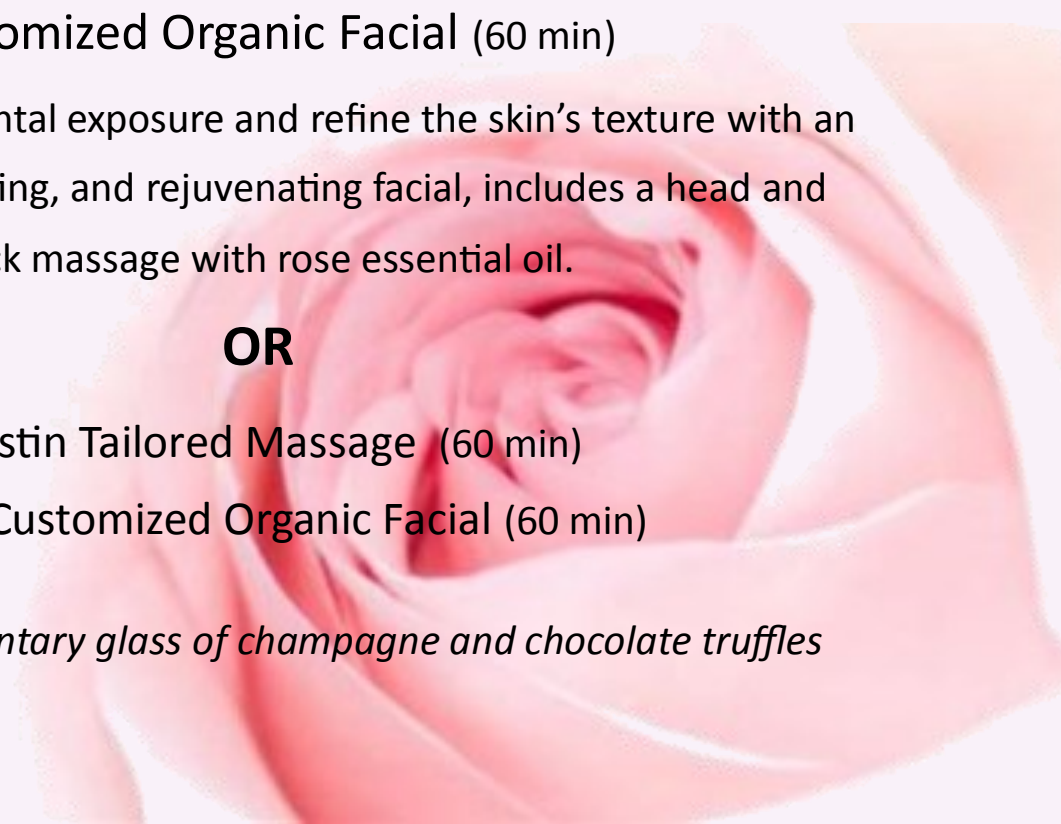 omized Organic Facial (60 min)
ntal exposure and refine the skin’s texture with an
ing, and rejuvenating facial, includes a head and
ck massage with rose essential oil.
OR
stin Tailored Massage (60 min)
Customized Organic Facial (60 min)
ntary glass of champagne and chocolate truffles